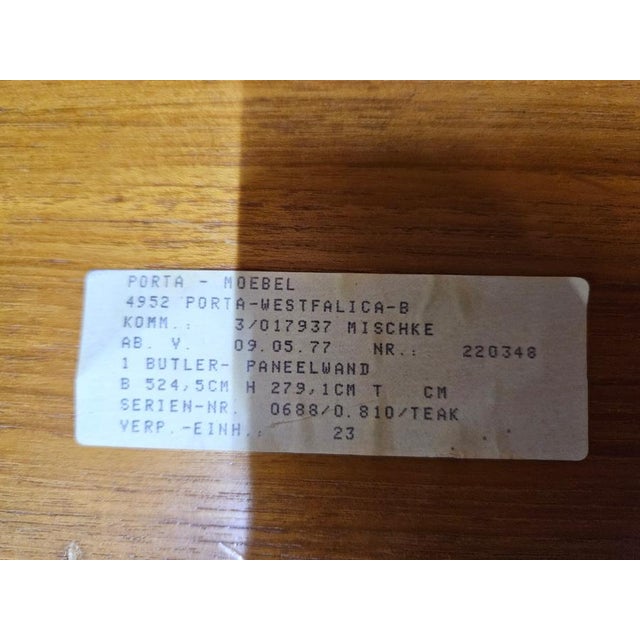 PORTA - MOEBEL
4952 PORTA-WESTFALICA-B
KOMM.: 3/017937 MISCHKE
AB. V. 09.05.77 NR.: 220348
1 BUTLER- PANEELWAND
B 524,5CM H 279,1CM T CM
SERIEN-NR. 0688/0.810/TEAK
VERP.-EINH.: 23